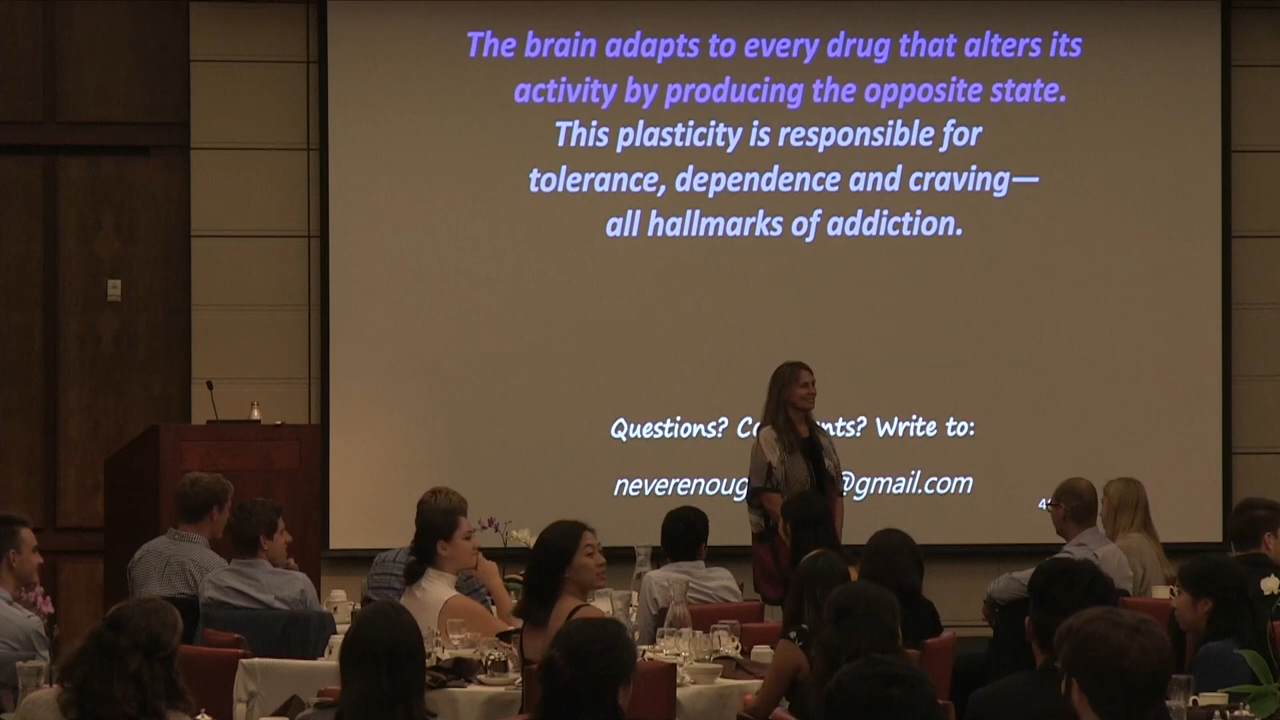 The brain adapts to every drug that alters its
activity by producing the opposite state.
This plasticity is responsible for
tolerance, dependence and craving—
all hallmarks of addiction.
Questions? Write to:
@gmail.com